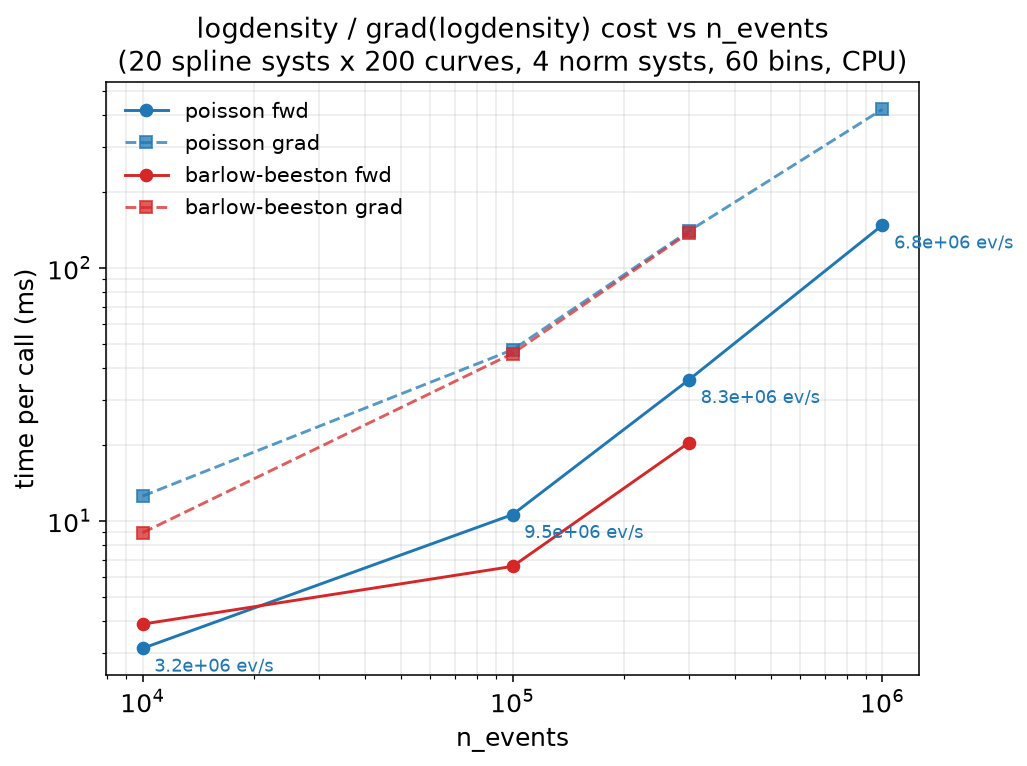 logdensity / grad(logdensity) cost vs n_events
(20 spline systs x 200 curves, 4 norm systs, 60 bins, CPU)
poisson fwd
poisson grad
barlow-beeston fwd
barlow-beeston grad
time per call (ms)
10²
10¹
6.8e+06 ev/s
8.3e+06 ev/s
9.5e+06 ev/s
3.2e+06 ev/s
10⁴
10⁵
10⁶
n_events